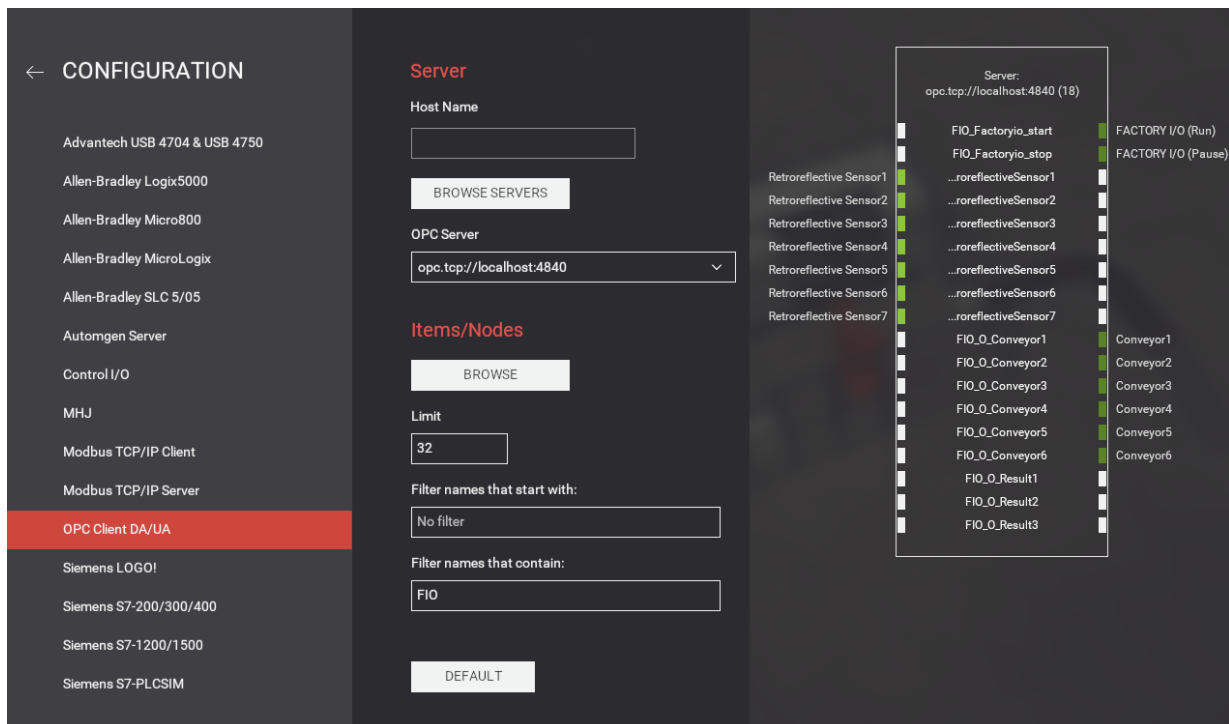 ← CONFIGURATION
Advantech USB 4704 & USB 4750
Allen-Bradley Logix5000
Allen-Bradley Micro800
Allen-Bradley MicroLogix
Allen-Bradley SLC 5/05
Automgen Server
Control I/O
MHJ
Modbus TCP/IP Client
Modbus TCP/IP Server
OPC Client DA/UA
Siemens LOGO!
Siemens S7-200/300/400
Siemens S7-1200/1500
Siemens S7-PLCSIM
Server
Host Name
BROWSE SERVERS
OPC Server
opc.tcp://localhost:4840
Items/Nodes
BROWSE
Limit
32
Filter names that start with:
No filter
Filter names that contain:
FIO
DEFAULT
Server:
opc.tcp://localhost:4840 (18)
FIO_Factoryio_start FACTORY I/O (Run)
FIO_Factoryio_stop FACTORY I/O (Pause)
Retroreflective Sensor1 ...roreflectiveSensor1
Retroreflective Sensor2 ...roreflectiveSensor2
Retroreflective Sensor3 ...roreflectiveSensor3
Retroreflective Sensor4 ...roreflectiveSensor4
Retroreflective Sensor5 ...roreflectiveSensor5
Retroreflective Sensor6 ...roreflectiveSensor6
Retroreflective Sensor7 ...roreflectiveSensor7
FIO_O_Conveyor1 Conveyor1
FIO_O_Conveyor2 Conveyor2
FIO_O_Conveyor3 Conveyor3
FIO_O_Conveyor4 Conveyor4
FIO_O_Conveyor5 Conveyor5
FIO_O_Conveyor6 Conveyor6
FIO_O_Result1
FIO_O_Result2
FIO_O_Result3